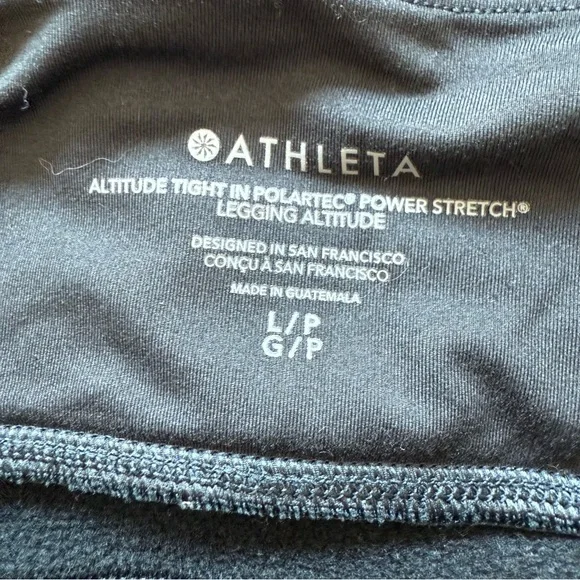 ATHLETA
ALTITUDE TIGHT IN POLARTEC® POWER STRETCH®
LEGGING ALTITUDE
DESIGNED IN SAN FRANCISCO
CONÇU À SAN FRANCISCO
MADE IN GUATEMALA
L/P
G/P